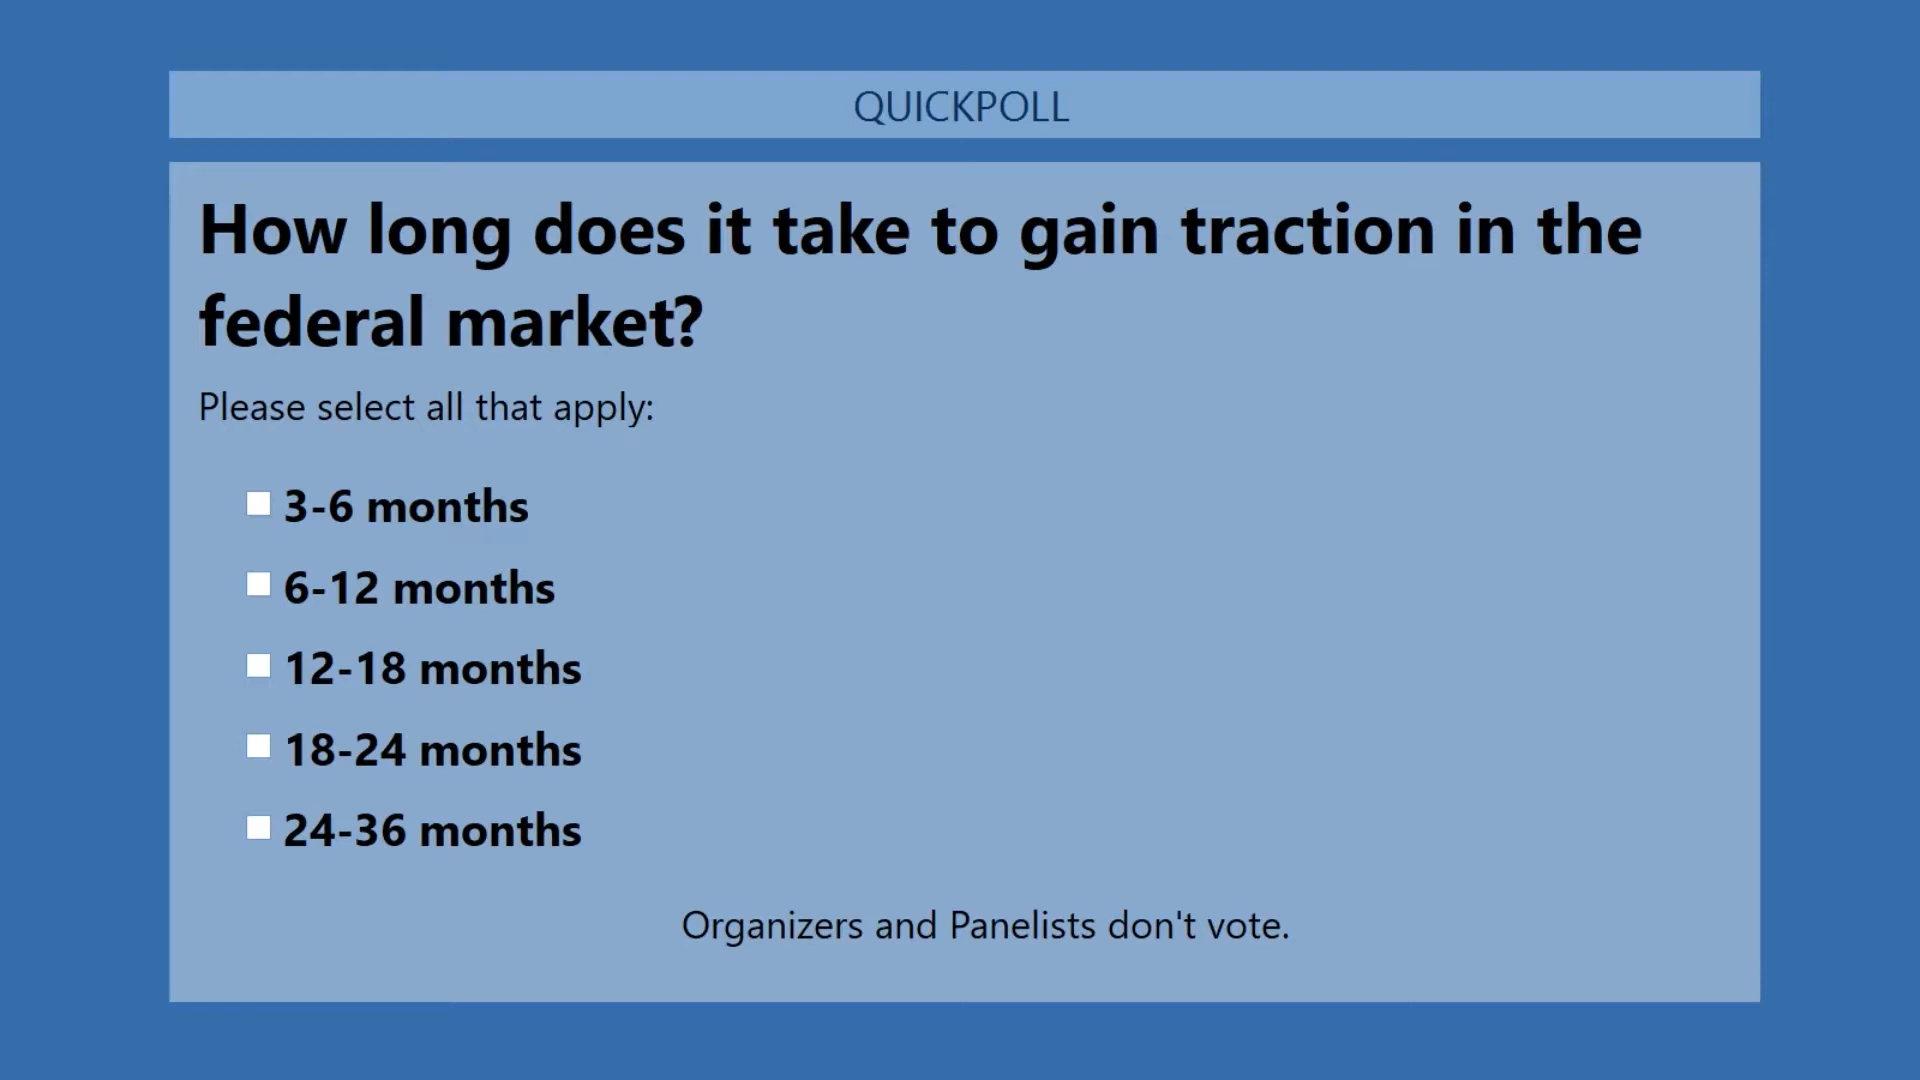 QUICKPOLL
How long does it take to gain traction in the
federal market?
Please select all that apply:
3-6 months
6-12 months
12-18 months
18-24 months
24-36 months
Organizers and Panelists don't vote.